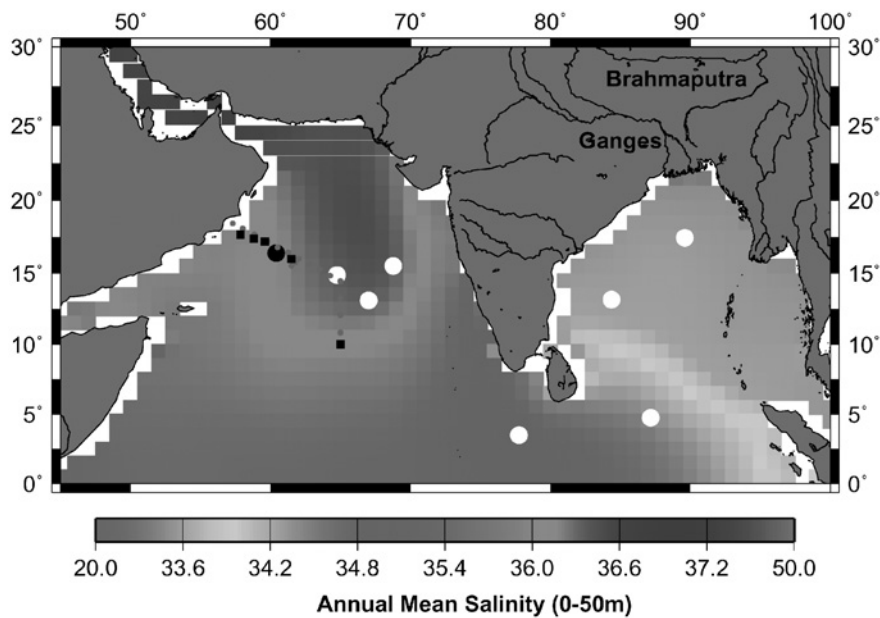 50˚ 60˚ 70˚ 80˚ 90˚ 100˚
30˚ 30˚
Brahmaputra
25˚ 25˚
Ganges
20˚ 20˚
15˚ 15˚
10˚ 10˚
5˚ 5˚
0˚ 0˚
20.0 33.6 34.2 34.8 35.4 36.0 36.6 37.2 50.0
Annual Mean Salinity (0-50m)